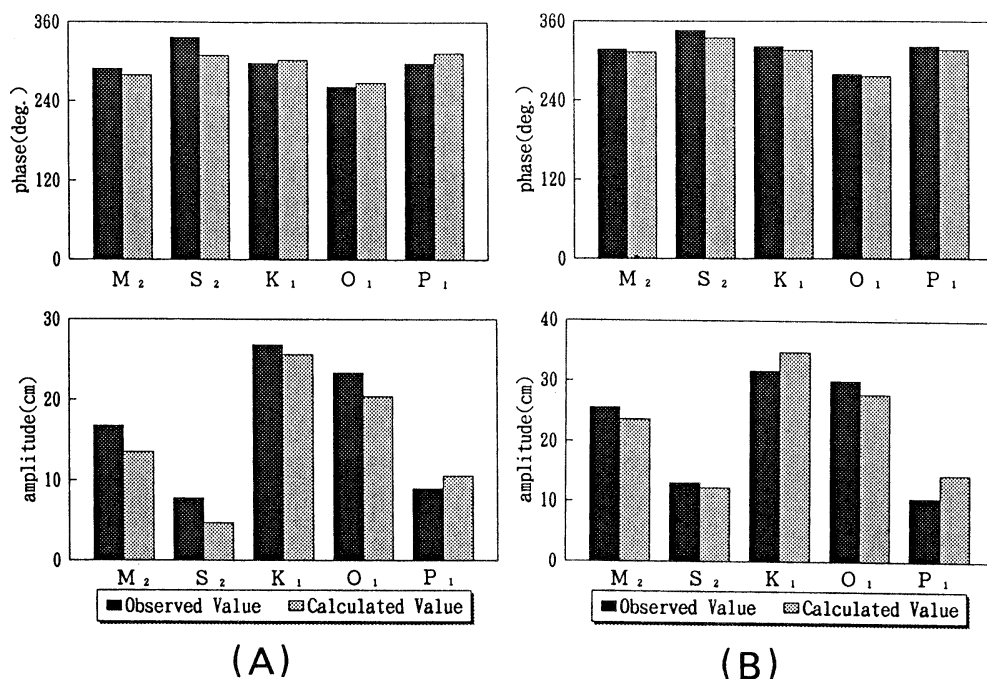 360
240
120
0
phase(deg.)
M₂ S₂ K₁ O₁ P₁
30
20
10
0
amplitude(cm)
M₂ S₂ K₁ O₁ P₁
Observed Value Calculated Value
(A)
360
240
120
0
phase(deg.)
M₂ S₂ K₁ O₁ P₁
40
30
20
10
0
amplitude(cm)
M₂ S₂ K₁ O₁ P₁
Observed Value Calculated Value
(B)